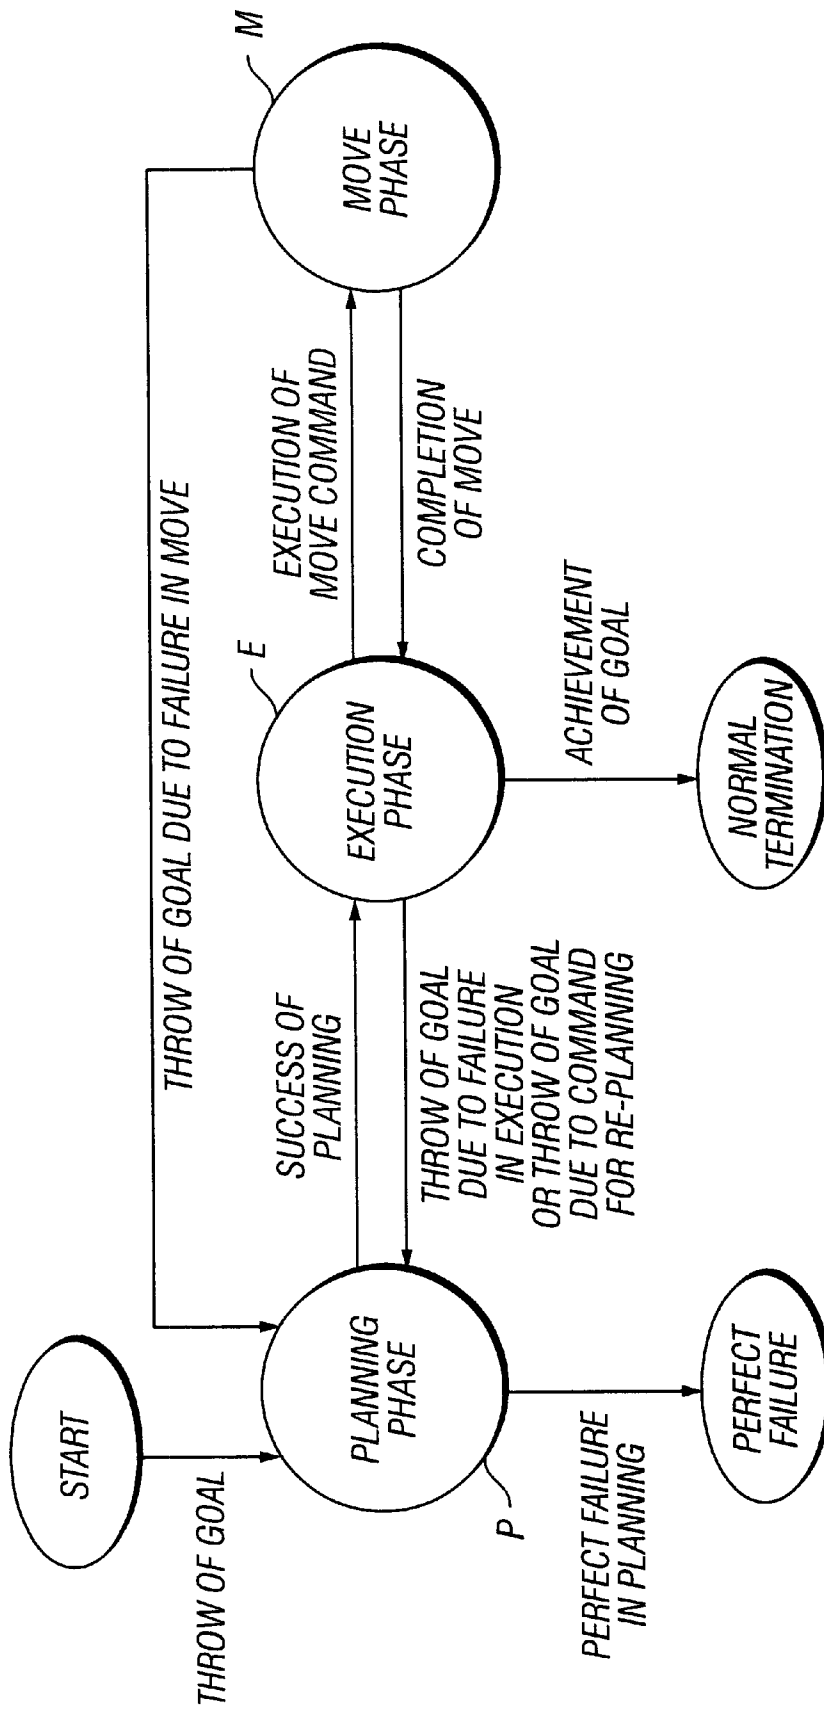 START
THROW OF GOAL
THROW OF GOAL DUE TO FAILURE IN MOVE
PLANNING
PHASE
P
SUCCESS OF
PLANNING
THROW OF GOAL
DUE TO FAILURE
IN EXECUTION
OR THROW OF GOAL
DUE TO COMMAND
FOR RE-PLANNING
EXECUTION
PHASE
E
EXECUTION OF
MOVE COMMAND
COMPLETION
OF MOVE
MOVE
PHASE
M
PERFECT FAILURE
IN PLANNING
PERFECT
FAILURE
ACHIEVEMENT
OF GOAL
NORMAL
TERMINATION